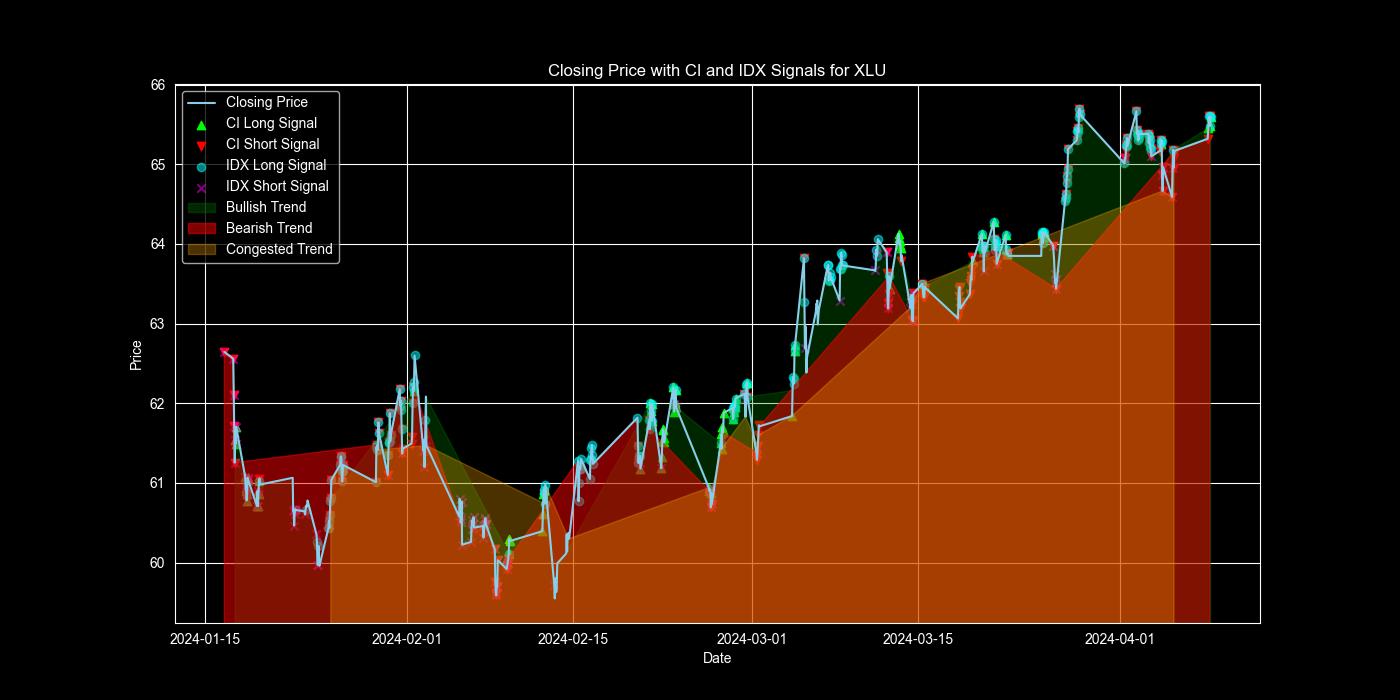 Closing Price with CI and IDX Signals for XLU
66
65
64
63
62
61
60
Price
Closing Price
CI Long Signal
CI Short Signal
IDX Long Signal
IDX Short Signal
Bullish Trend
Bearish Trend
Congested Trend
2024-01-15 2024-02-01 2024-02-15 2024-03-01 2024-03-15 2024-04-01
Date